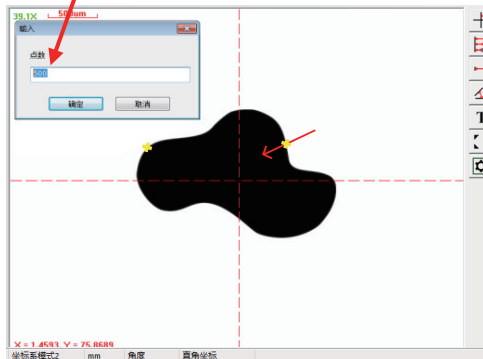 39.1X 500um
输入
点数
500
确定 取消
T
X = 1.4593, Y = 75.8689
坐标系模式2 mm 角度 直角坐标